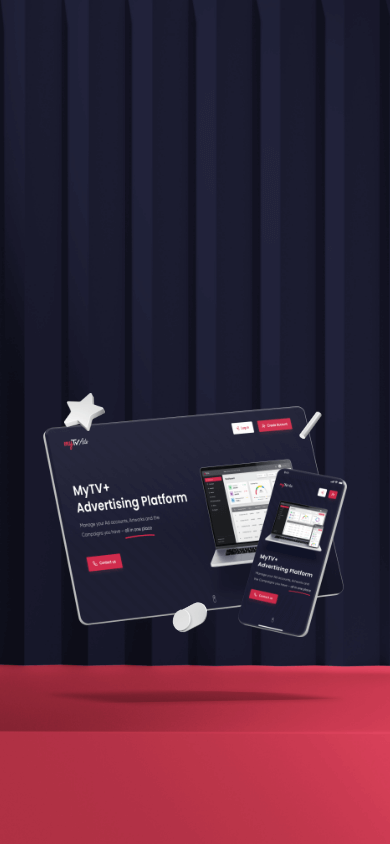 myTv Ads
Log in
Create Account
MyTV+
Advertising Platform
Manage your Ad accounts, Artworks and the
Campaigns you have – all in one place
Contact us
MyTV+
Advertising Platform
Manage your Ad accounts, Artworks and
the Campaigns you have – all in one place
Contact us